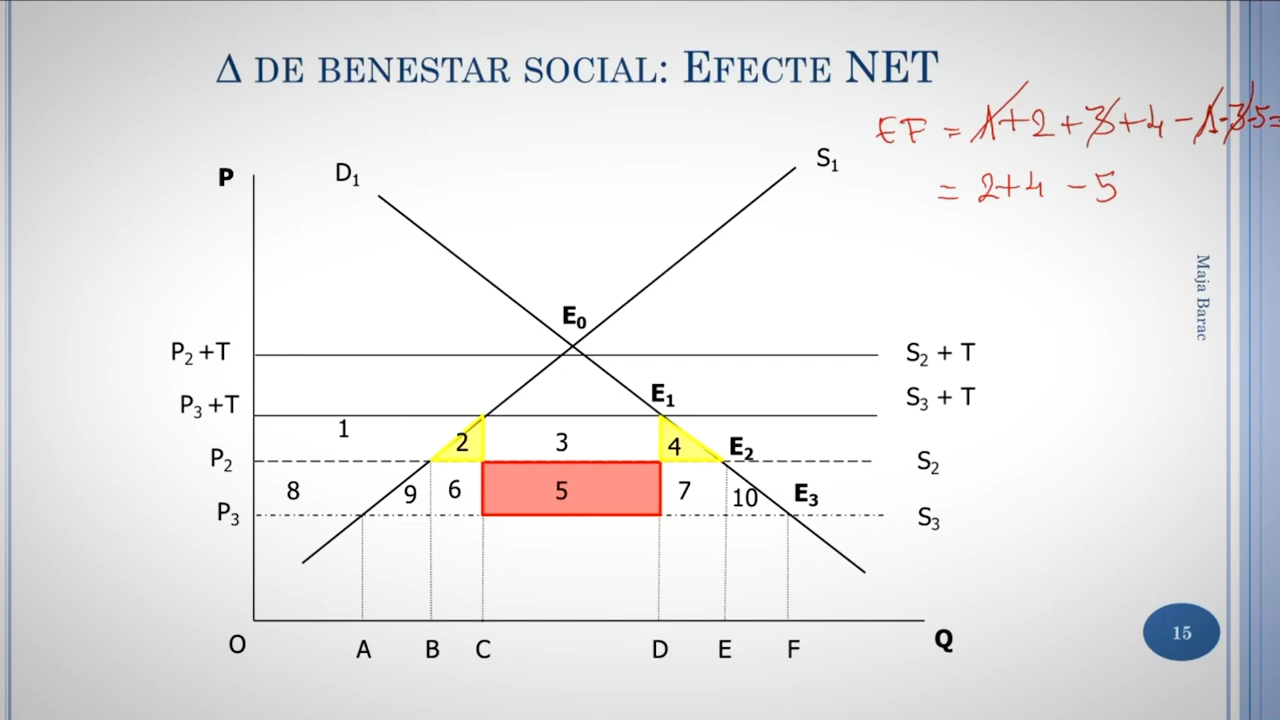 Δ DE BENESTAR SOCIAL: EFECTE NET
EF = 1+2+3+4-1-3-5=
= 2+4-5
P
D₁
S₁
E₀
P₂+T
S₂ + T
P₃+T
E₁
S₃ + T
1
2
3
4
E₂
P₂
S₂
8
9
6
5
7
10
E₃
P₃
S₃
O
A
B
C
D
E
F
Q
Maja Barac
15